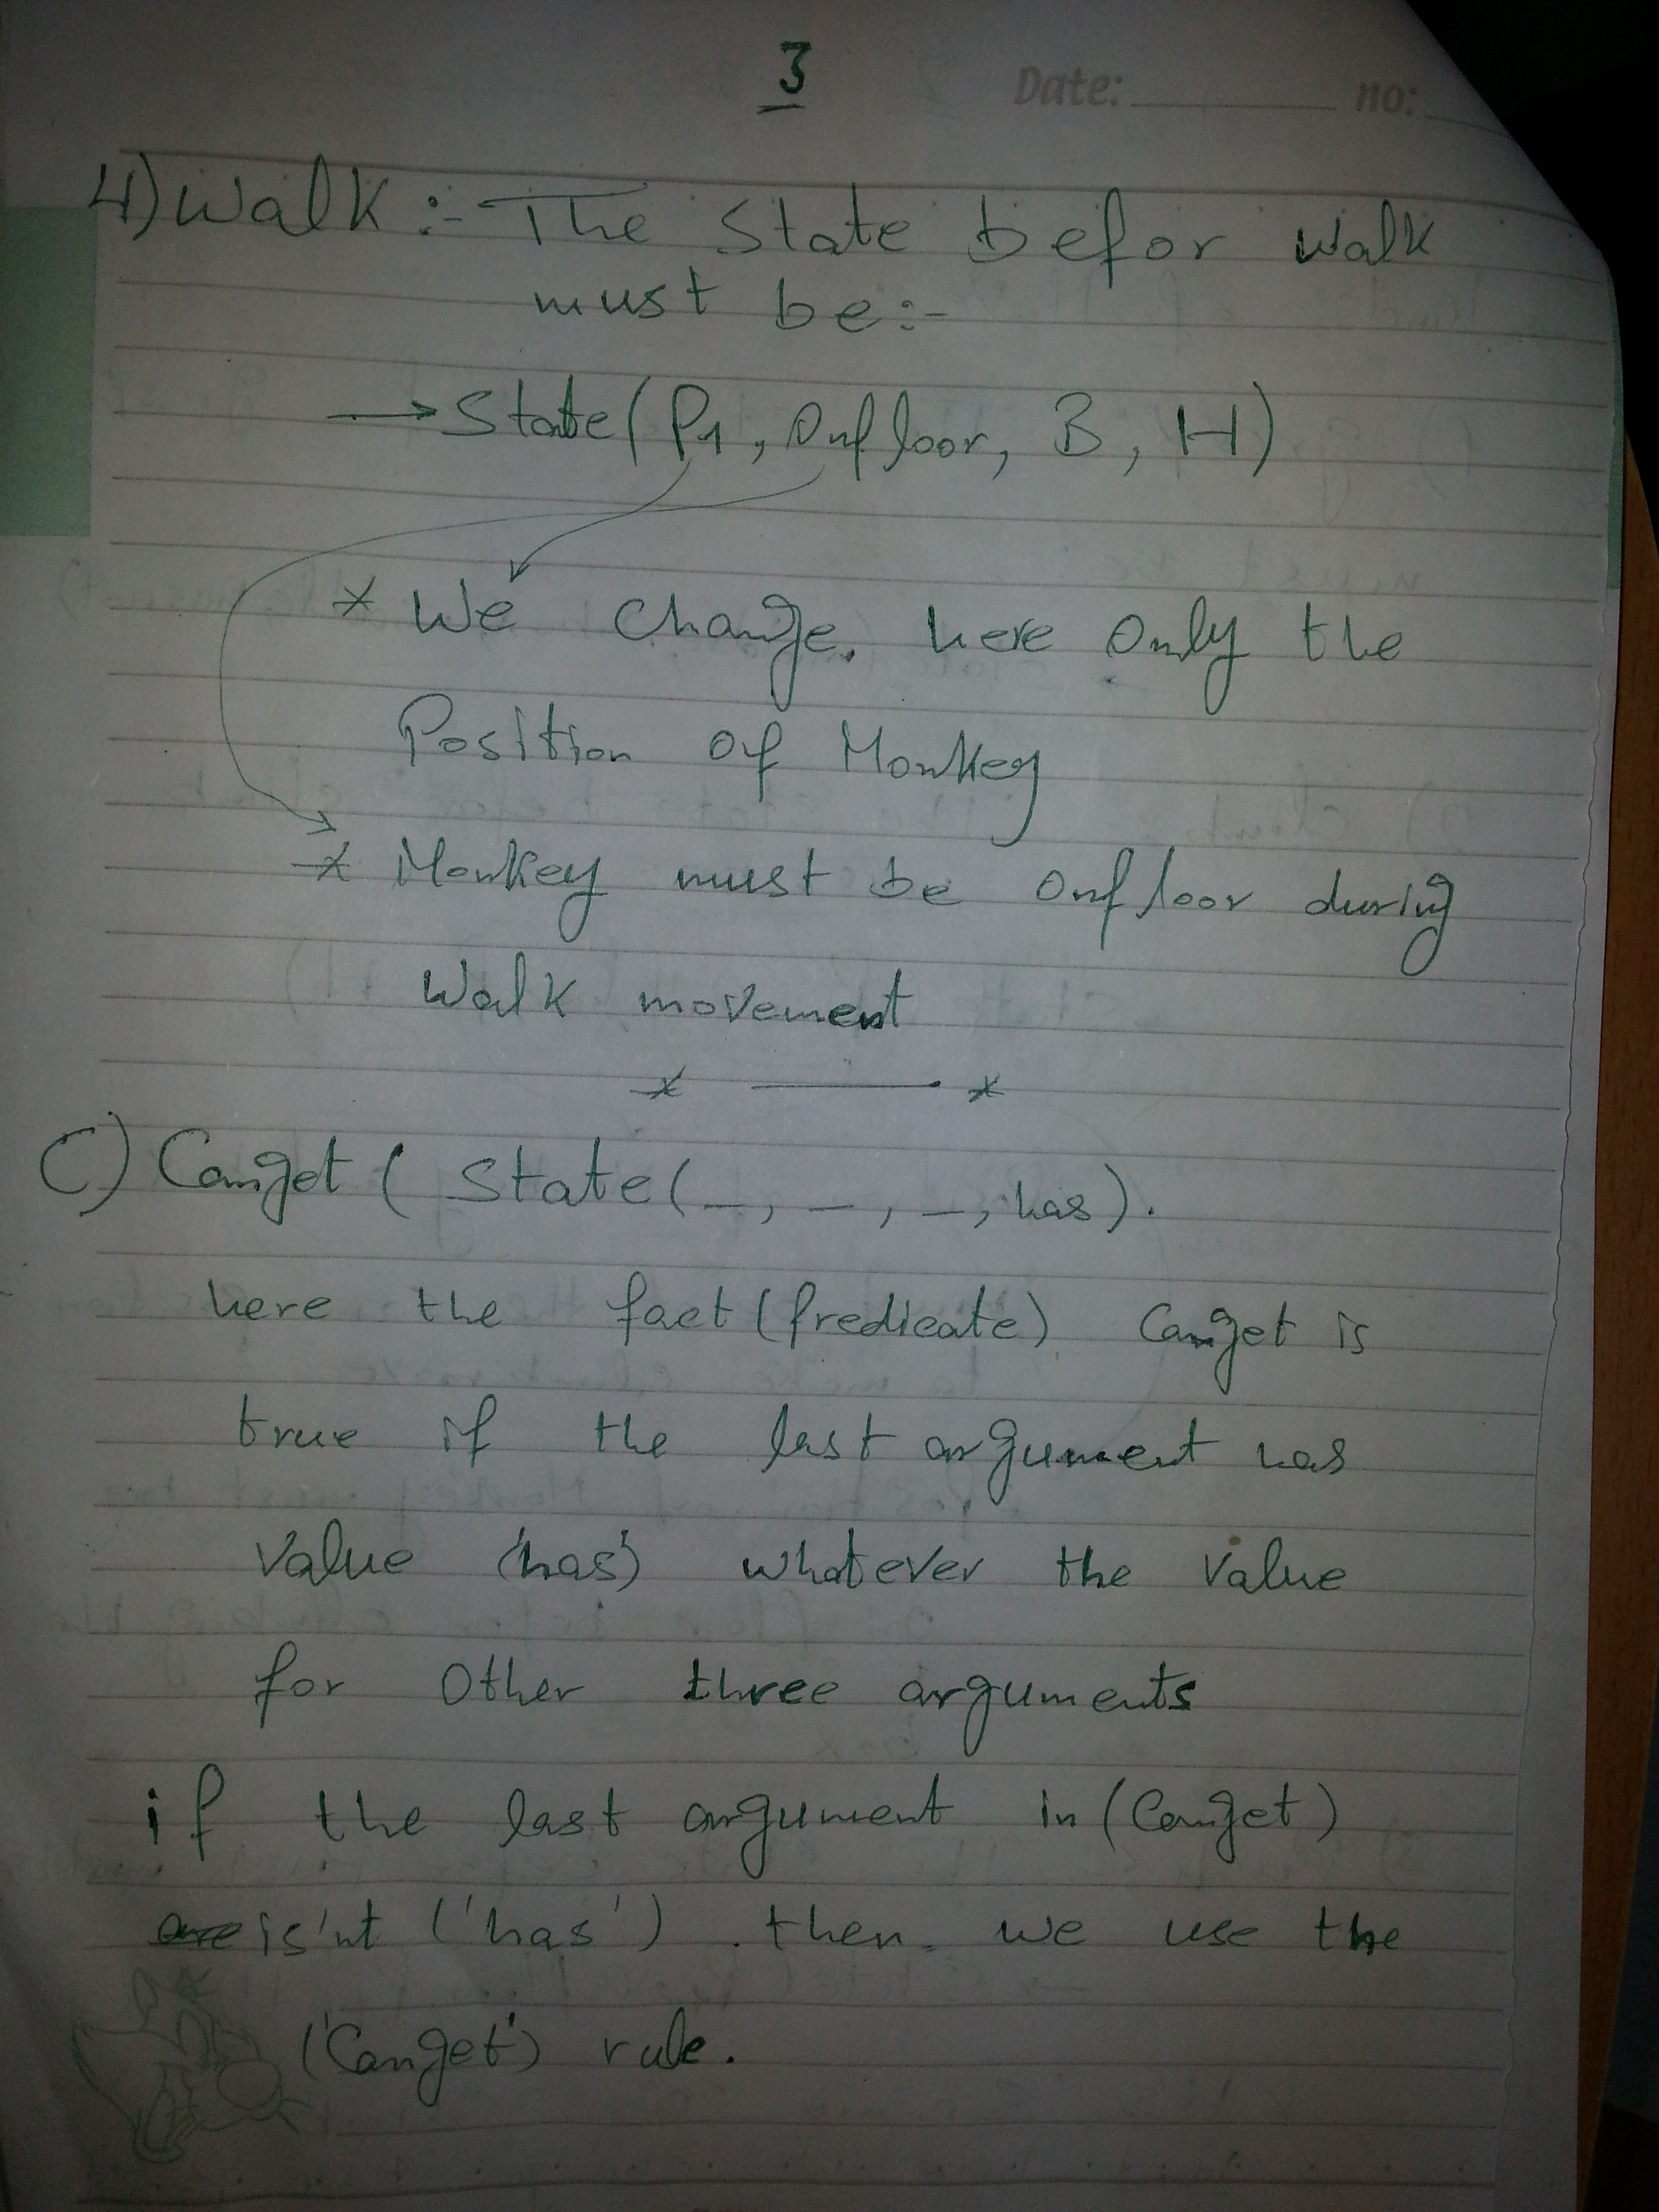 3
Date: no:
4) Walk :- The State befor walk
must be:-
→ State(P1, Onfloor, B, H)
* We change. here only the
Position of Monkey
* Monkey must be onfloor during
Walk movement
* — *
C) Canget ( State(_, _, _, has).
here the fact (predicate) Canget is
true if the last argument has
Value (has) whatever the value
for other three arguments
if the last argument in (Canget)
are is'nt ('has') . then. we use the
('Canget') rule.